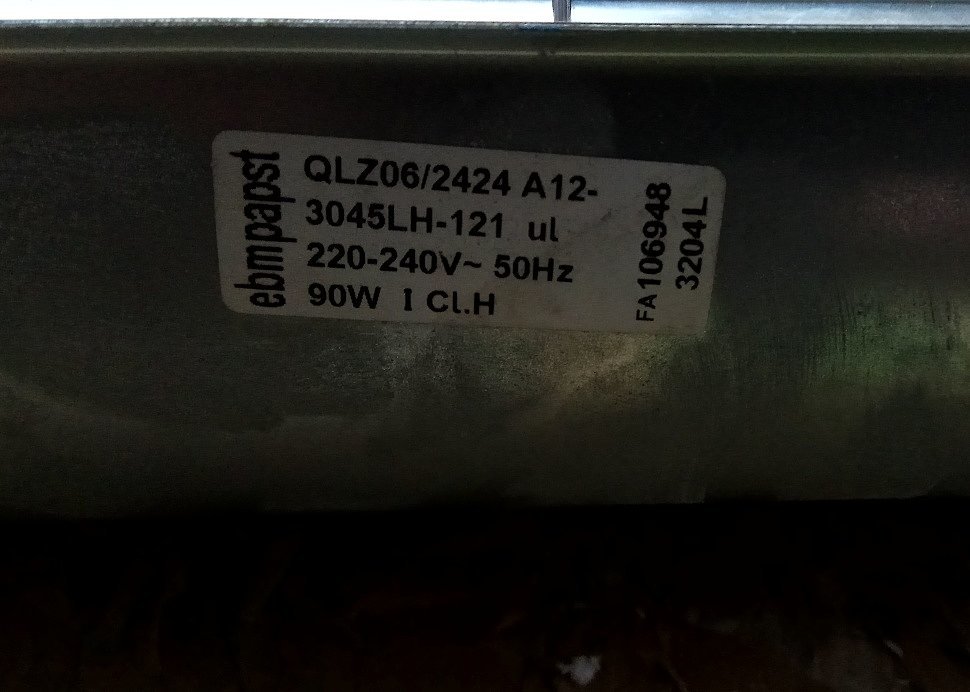 ebmpapst
QLZ06/2424 A12-
3045LH-121 ul
220-240V~ 50Hz
90W I Cl.H
FA106948
3204L